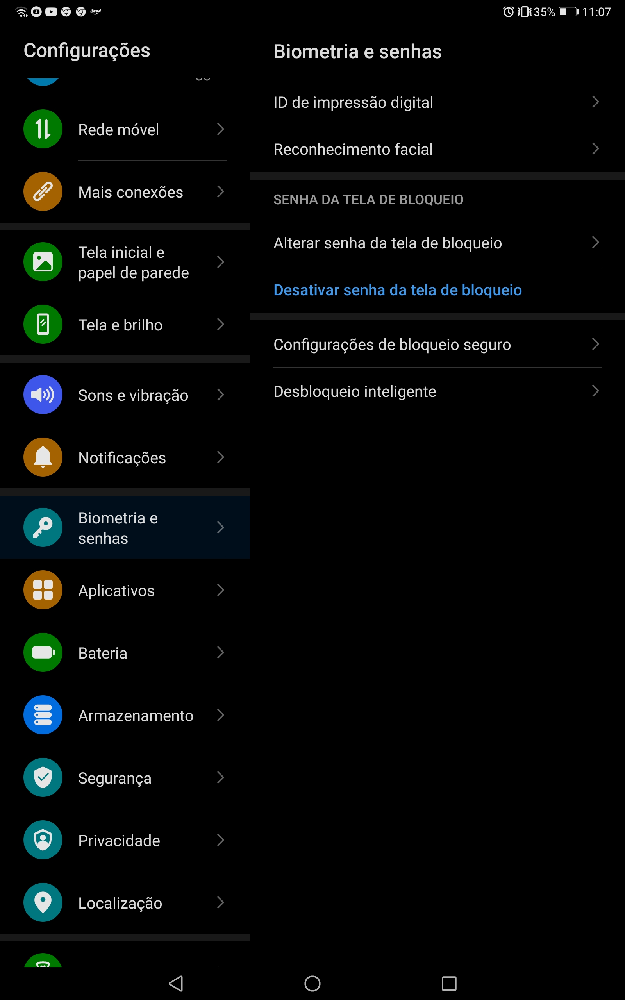 ifood
35%
11:07
Configurações
Rede móvel
Mais conexões
Tela inicial e
papel de parede
Tela e brilho
Sons e vibração
Notificações
Biometria e
senhas
Aplicativos
Bateria
Armazenamento
Segurança
Privacidade
Localização
Biometria e senhas
ID de impressão digital
Reconhecimento facial
SENHA DA TELA DE BLOQUEIO
Alterar senha da tela de bloqueio
Desativar senha da tela de bloqueio
Configurações de bloqueio seguro
Desbloqueio inteligente